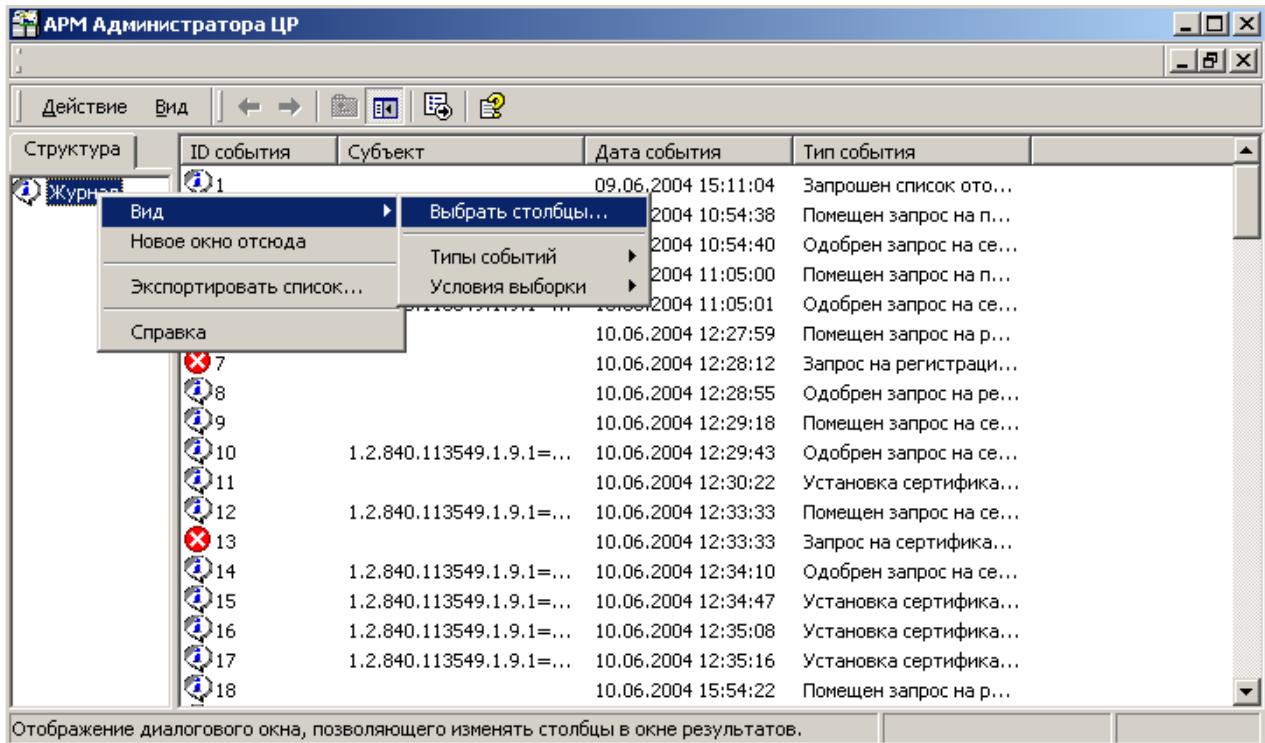 АРМ Администратора ЦР
Действие Вид
Структура
ID события Субъект Дата события Тип события
Журнал
1 09.06.2004 15:11:04 Запрошен список ото...
2004 10:54:38 Помещен запрос на п...
2004 10:54:40 Одобрен запрос на се...
2004 11:05:00 Помещен запрос на п...
2004 11:05:01 Одобрен запрос на се...
10.06.2004 12:27:59 Помещен запрос на р...
7 10.06.2004 12:28:12 Запрос на регистраци...
8 10.06.2004 12:28:55 Одобрен запрос на ре...
9 10.06.2004 12:29:18 Помещен запрос на се...
10 1.2.840.113549.1.9.1=... 10.06.2004 12:29:43 Одобрен запрос на се...
11 10.06.2004 12:30:22 Установка сертифика...
12 1.2.840.113549.1.9.1=... 10.06.2004 12:33:33 Помещен запрос на се...
13 10.06.2004 12:33:33 Запрос на сертифика...
14 1.2.840.113549.1.9.1=... 10.06.2004 12:34:10 Одобрен запрос на се...
15 1.2.840.113549.1.9.1=... 10.06.2004 12:34:47 Установка сертифика...
16 1.2.840.113549.1.9.1=... 10.06.2004 12:35:08 Установка сертифика...
17 1.2.840.113549.1.9.1=... 10.06.2004 12:35:16 Установка сертифика...
18 10.06.2004 15:54:22 Помещен запрос на р...
Вид
Новое окно отсюда
Экспортировать список...
Справка
Выбрать столбцы...
Типы событий
Условия выборки
Отображение диалогового окна, позволяющего изменять столбцы в окне результатов.